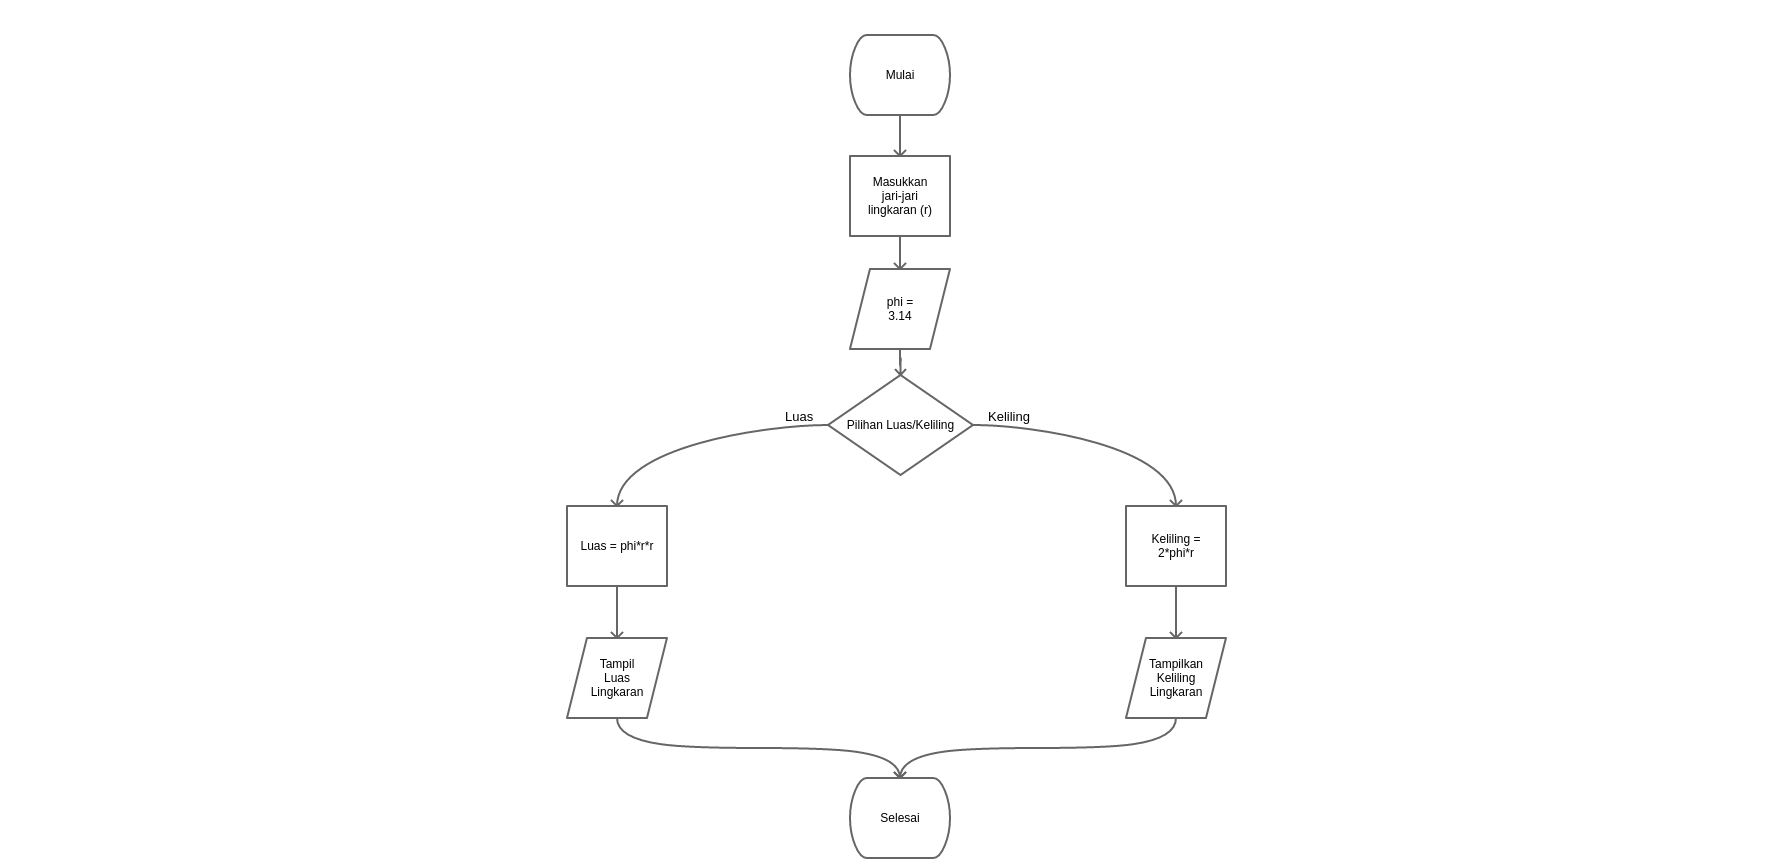 Mulai
Masukkan
jari-jari
lingkaran (r)
phi =
3.14
Luas
Pilihan Luas/Keliling
Keliling
Luas = phi*r*r
Keliling =
2*phi*r
Tampil
Luas
Lingkaran
Tampilkan
Keliling
Lingkaran
Selesai